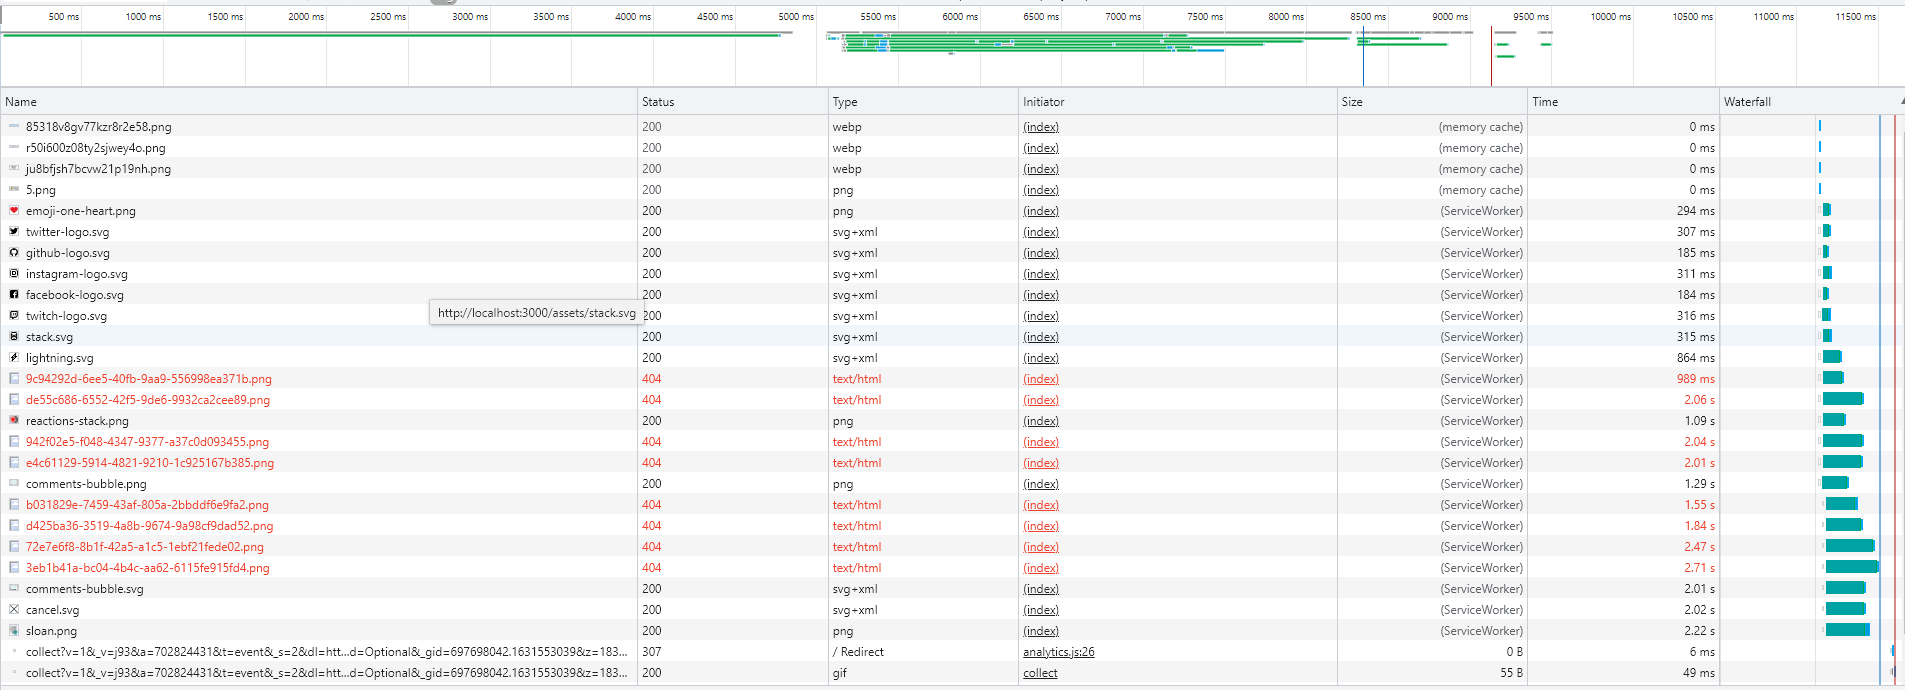 500 ms 1000 ms 1500 ms 2000 ms 2500 ms 3000 ms 3500 ms 4000 ms 4500 ms 5000 ms 5500 ms 6000 ms 6500 ms 7000 ms 7500 ms 8000 ms 8500 ms 9000 ms 9500 ms 10000 ms 10500 ms 11000 ms 11500 ms
Name Status Type Initiator Size Time Waterfall
85318v8gv77kzr8r2e58.png 200 webp (index) (memory cache) 0 ms
r50i600z08ty2sjwey4o.png 200 webp (index) (memory cache) 0 ms
ju8bfjsh7bcvw21p19nh.png 200 webp (index) (memory cache) 0 ms
5.png 200 png (index) (memory cache) 0 ms
emoji-one-heart.png 200 png (index) (ServiceWorker) 294 ms
twitter-logo.svg 200 svg+xml (index) (ServiceWorker) 307 ms
github-logo.svg 200 svg+xml (index) (ServiceWorker) 185 ms
instagram-logo.svg 200 svg+xml (index) (ServiceWorker) 311 ms
facebook-logo.svg 200 svg+xml (index) (ServiceWorker) 184 ms
http://localhost:3000/assets/stack.svg
twitch-logo.svg 200 svg+xml (index) (ServiceWorker) 316 ms
stack.svg 200 svg+xml (index) (ServiceWorker) 315 ms
lightning.svg 200 svg+xml (index) (ServiceWorker) 864 ms
9c94292d-6ee5-40fb-9aa9-556998ea371b.png 404 text/html (index) (ServiceWorker) 989 ms
de55c686-6552-42f5-9de6-9932ca2cee89.png 404 text/html (index) (ServiceWorker) 2.06 s
reactions-stack.png 200 png (index) (ServiceWorker) 1.09 s
942f02e5-f048-4347-9377-a37c0d093455.png 404 text/html (index) (ServiceWorker) 2.04 s
e4c61129-5914-4821-9210-1c925167b385.png 404 text/html (index) (ServiceWorker) 2.01 s
comments-bubble.png 200 png (index) (ServiceWorker) 1.29 s
b031829e-7459-43af-805a-2bbddf6e9fa2.png 404 text/html (index) (ServiceWorker) 1.55 s
d425ba36-3519-4a8b-9674-9a98cf9dad52.png 404 text/html (index) (ServiceWorker) 1.84 s
72e7e6f8-8b1f-42a5-a1c5-1ebf21fede02.png 404 text/html (index) (ServiceWorker) 2.47 s
3eb1b41a-bc04-4b4c-aa62-6115fe915fd4.png 404 text/html (index) (ServiceWorker) 2.71 s
comments-bubble.svg 200 svg+xml (index) (ServiceWorker) 2.01 s
cancel.svg 200 svg+xml (index) (ServiceWorker) 2.02 s
sloan.png 200 png (index) (ServiceWorker) 2.22 s
collect?v=1&_v=j93&a=702824431&t=event&_s=2&dl=htt...d=Optional&_gid=697698042.1631553039&z=183... 307 / Redirect analytics.js:26 0 B 6 ms
collect?v=1&_v=j93&a=702824431&t=event&_s=2&dl=htt...d=Optional&_gid=697698042.1631553039&z=183... 200 gif collect 55 B 49 ms